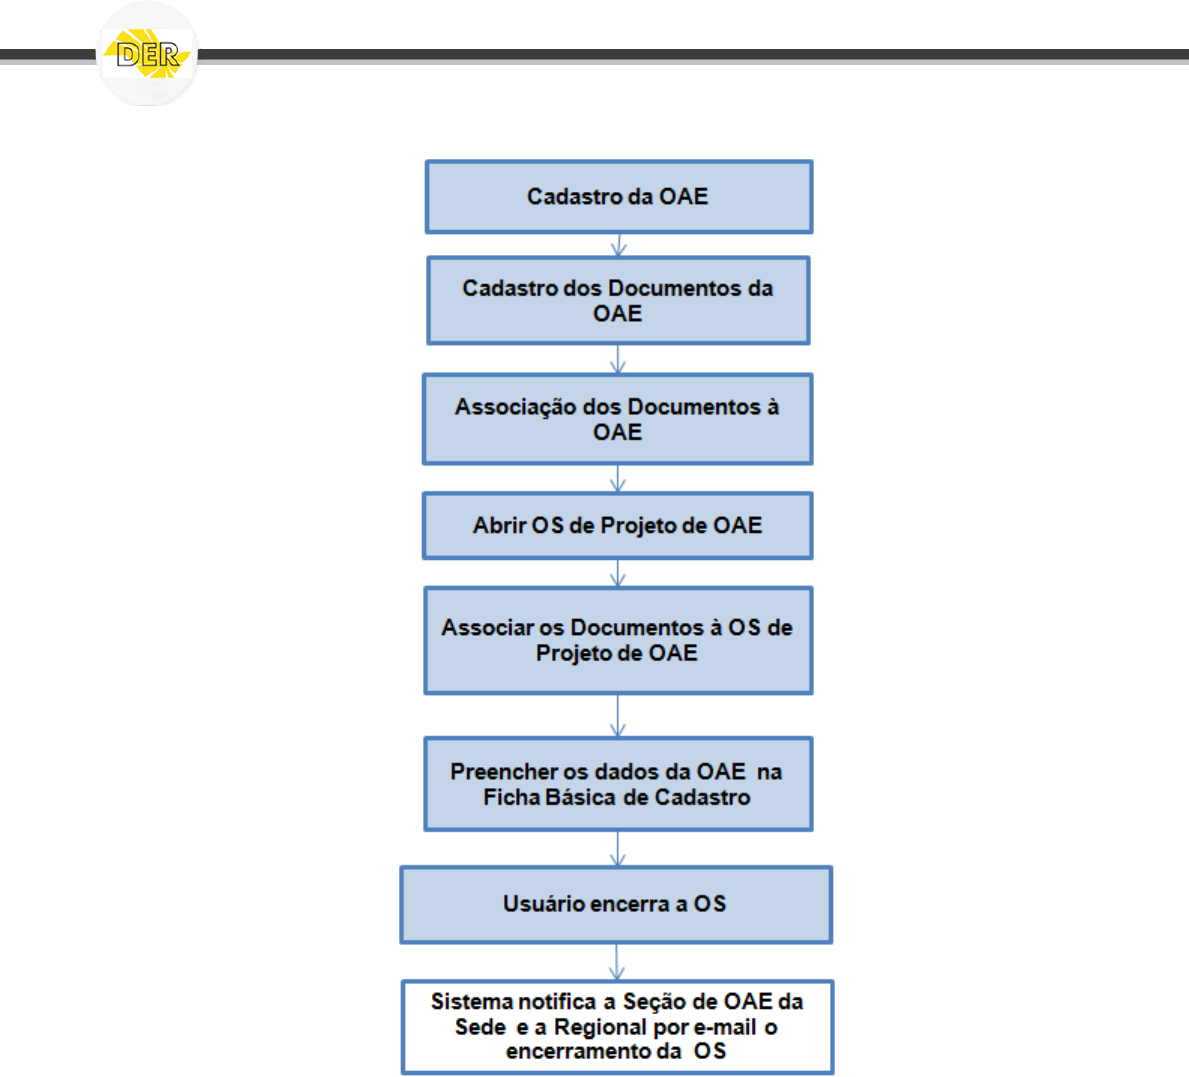 DER
Cadastro da OAE
Cadastro dos Documentos da
OAE
Associação dos Documentos à
OAE
Abrir OS de Projeto de OAE
Associar os Documentos à OS de
Projeto de OAE
Preencher os dados da OAE na
Ficha Básica de Cadastro
Usuário encerra a OS
Sistema notifica a Seção de OAE da
Sede e a Regional por e-mail o
encerramento da OS